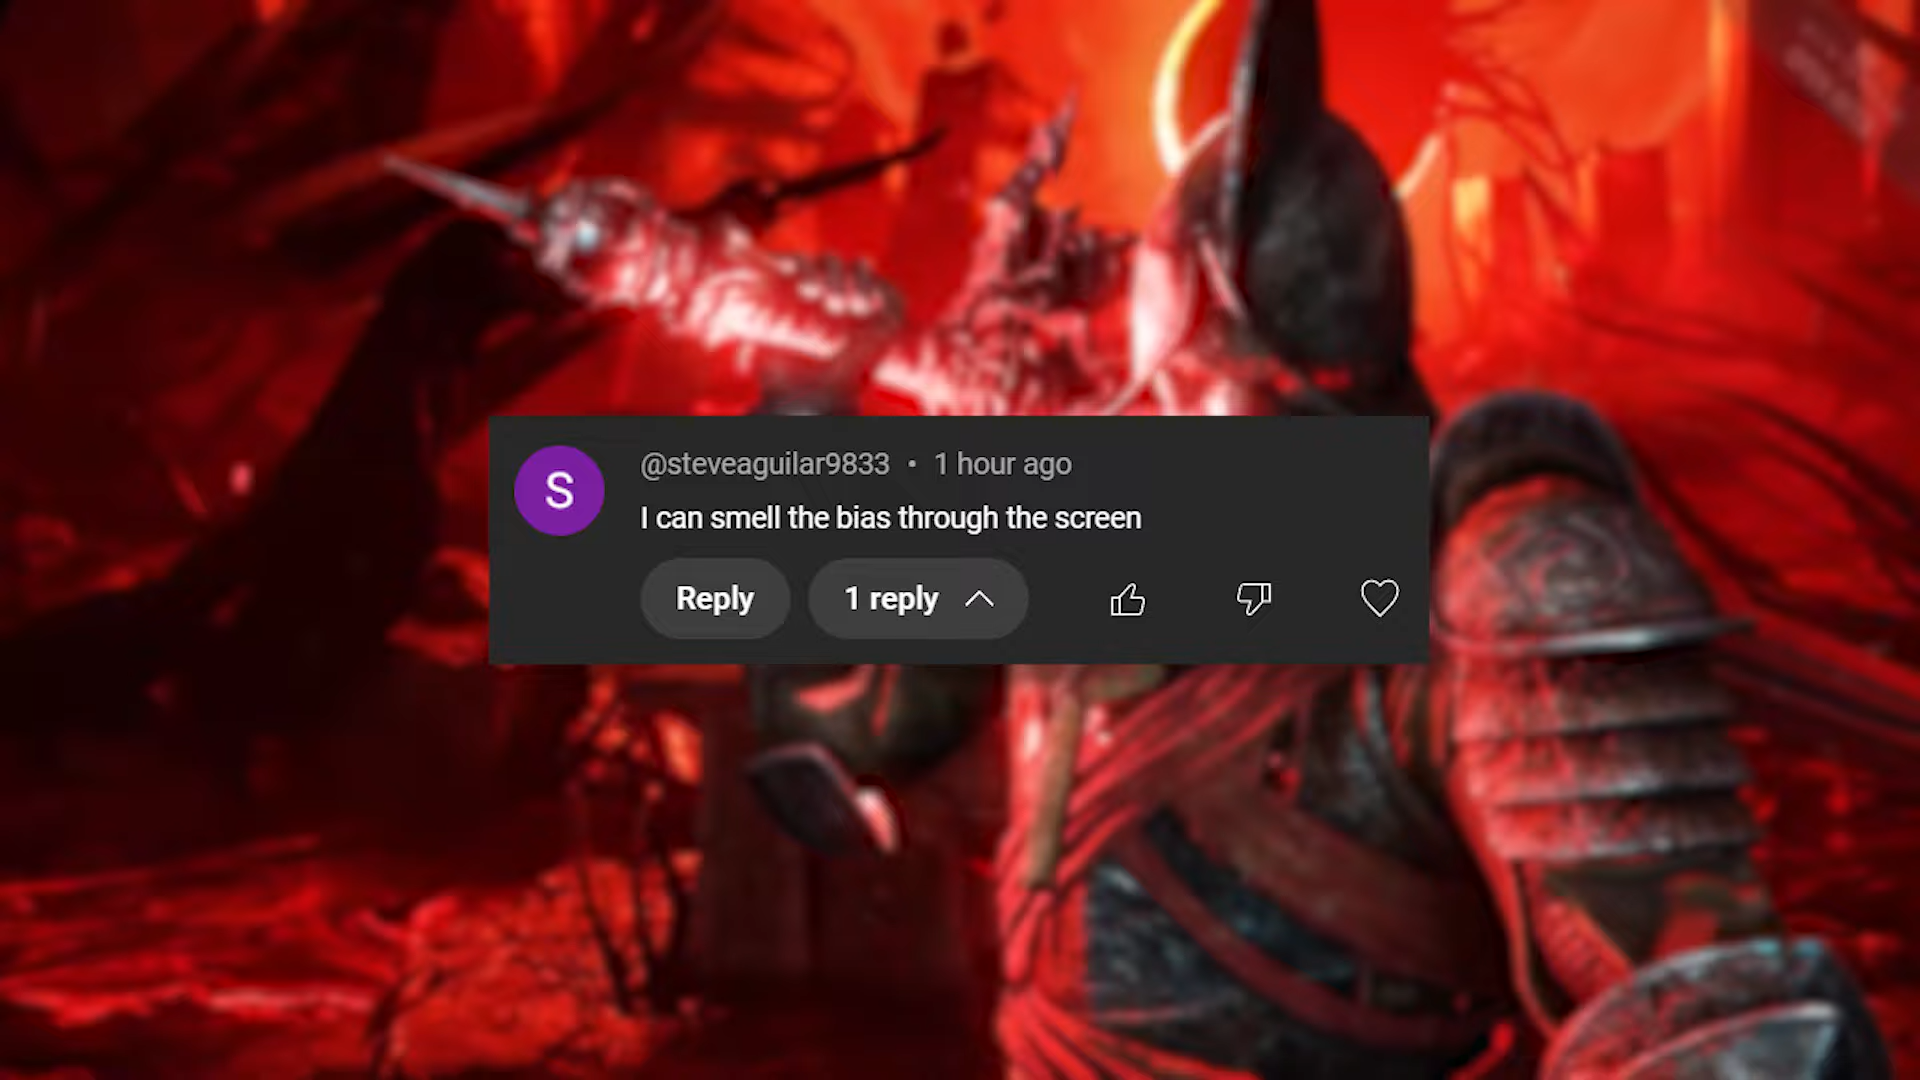 S
@steveaguilar9833 • 1 hour ago
I can smell the bias through the screen
Reply
1 reply